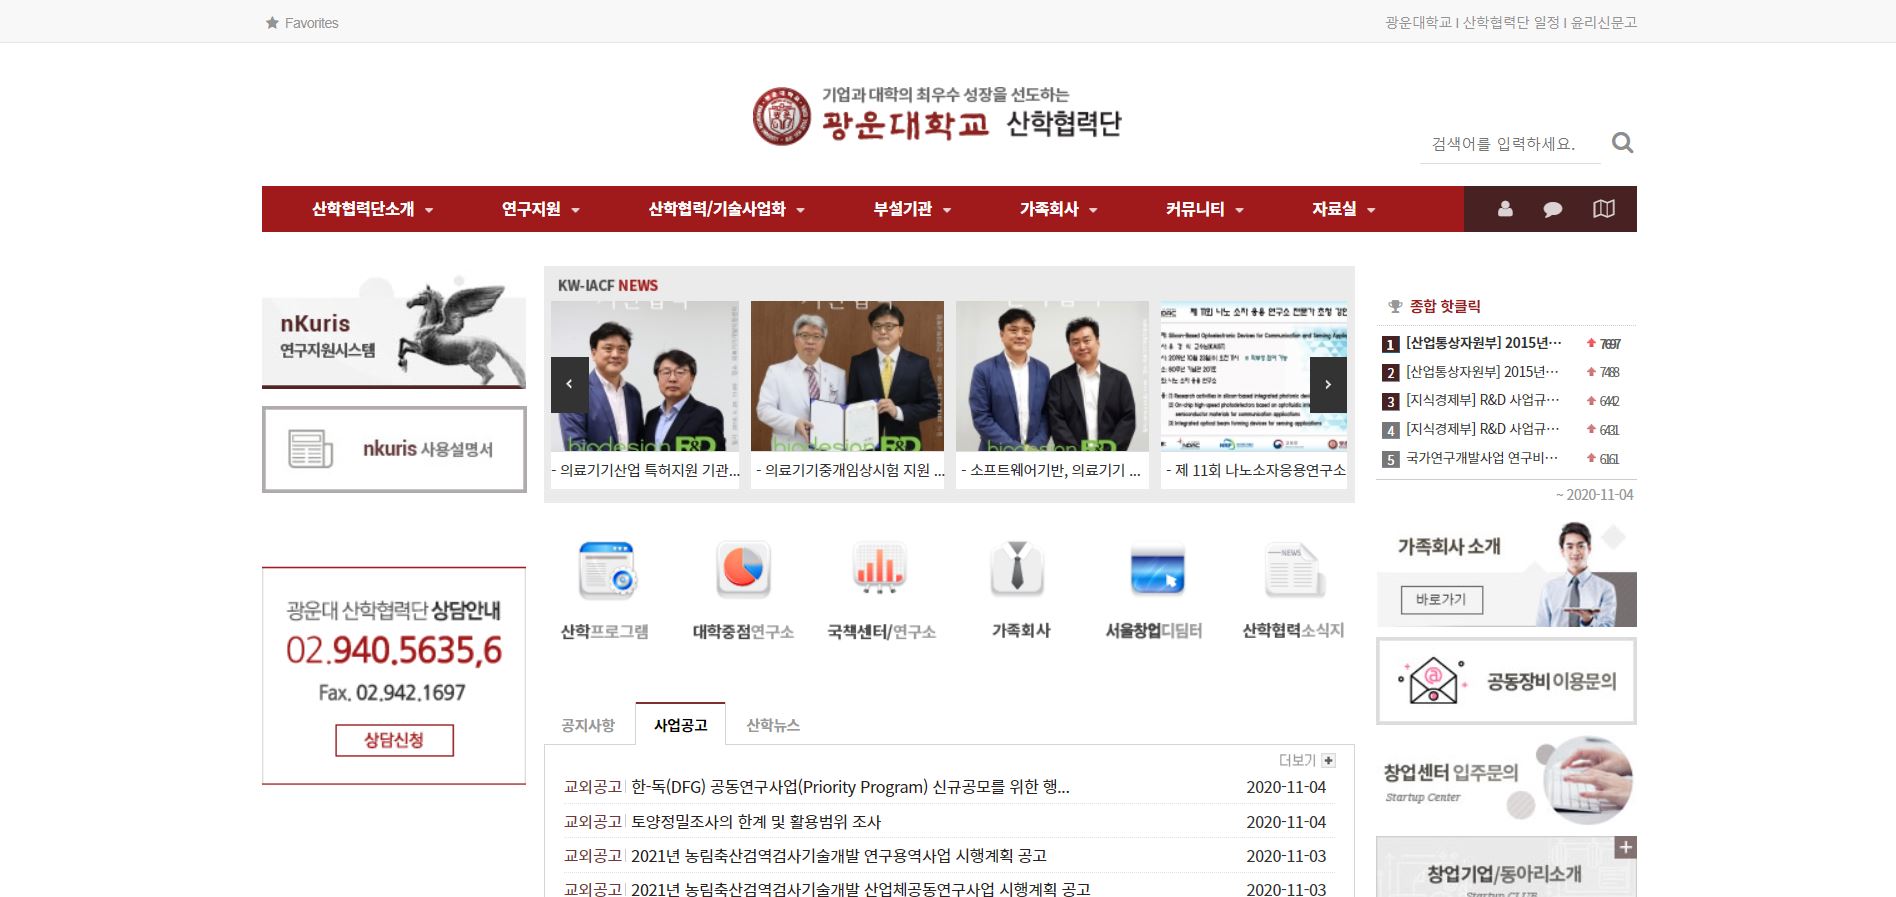 Favorites
광운대학교 I 산학협력단 일정 I 윤리신문고
기업과 대학의 최우수 성장을 선도하는
광운대학교 산학협력단
검색어를 입력하세요.
산학협력단소개 연구지원 산학협력/기술사업화 부설기관 가족회사 커뮤니티 자료실
nKuris
연구지원시스템
nkuris 사용설명서
광운대 산학협력단 상담안내
02.940.5635,6
Fax. 02.942.1697
상담신청
KW-IACF NEWS
biodesign R&D
biodesign R&D
biodesign R&D
- 의료기기산업 특허지원 기관...
- 의료기기중개임상시험 지원 ...
- 소프트웨어기반, 의료기기 ...
- 제 11회 나노소자응용연구소
산학프로그램
대학중점연구소
국책센터/연구소
가족회사
서울창업디딤터
NEWS
산학협력소식지
공지사항 사업공고 산학뉴스
더보기
교외공고 한-독(DFG) 공동연구사업(Priority Program) 신규공모를 위한 행... 2020-11-04
교외공고 토양정밀조사의 한계 및 활용범위 조사 2020-11-04
교외공고 2021년 농림축산검역검사기술개발 연구용역사업 시행계획 공고 2020-11-03
교외공고 2021년 농림축산검역검사기술개발 산업체공동연구사업 시행계획 공고 2020-11-03
종합 핫클릭
1 [산업통상자원부] 2015년··· 7697
2 [산업통상자원부] 2015년··· 7488
3 [지식경제부] R&D 사업규··· 6442
4 [지식경제부] R&D 사업규··· 6431
5 국가연구개발사업 연구비··· 6161
~ 2020-11-04
가족회사 소개
바로가기
공동장비 이용문의
창업센터 입주문의
Startup Center
창업기업/동아리소개
Startup CLUB